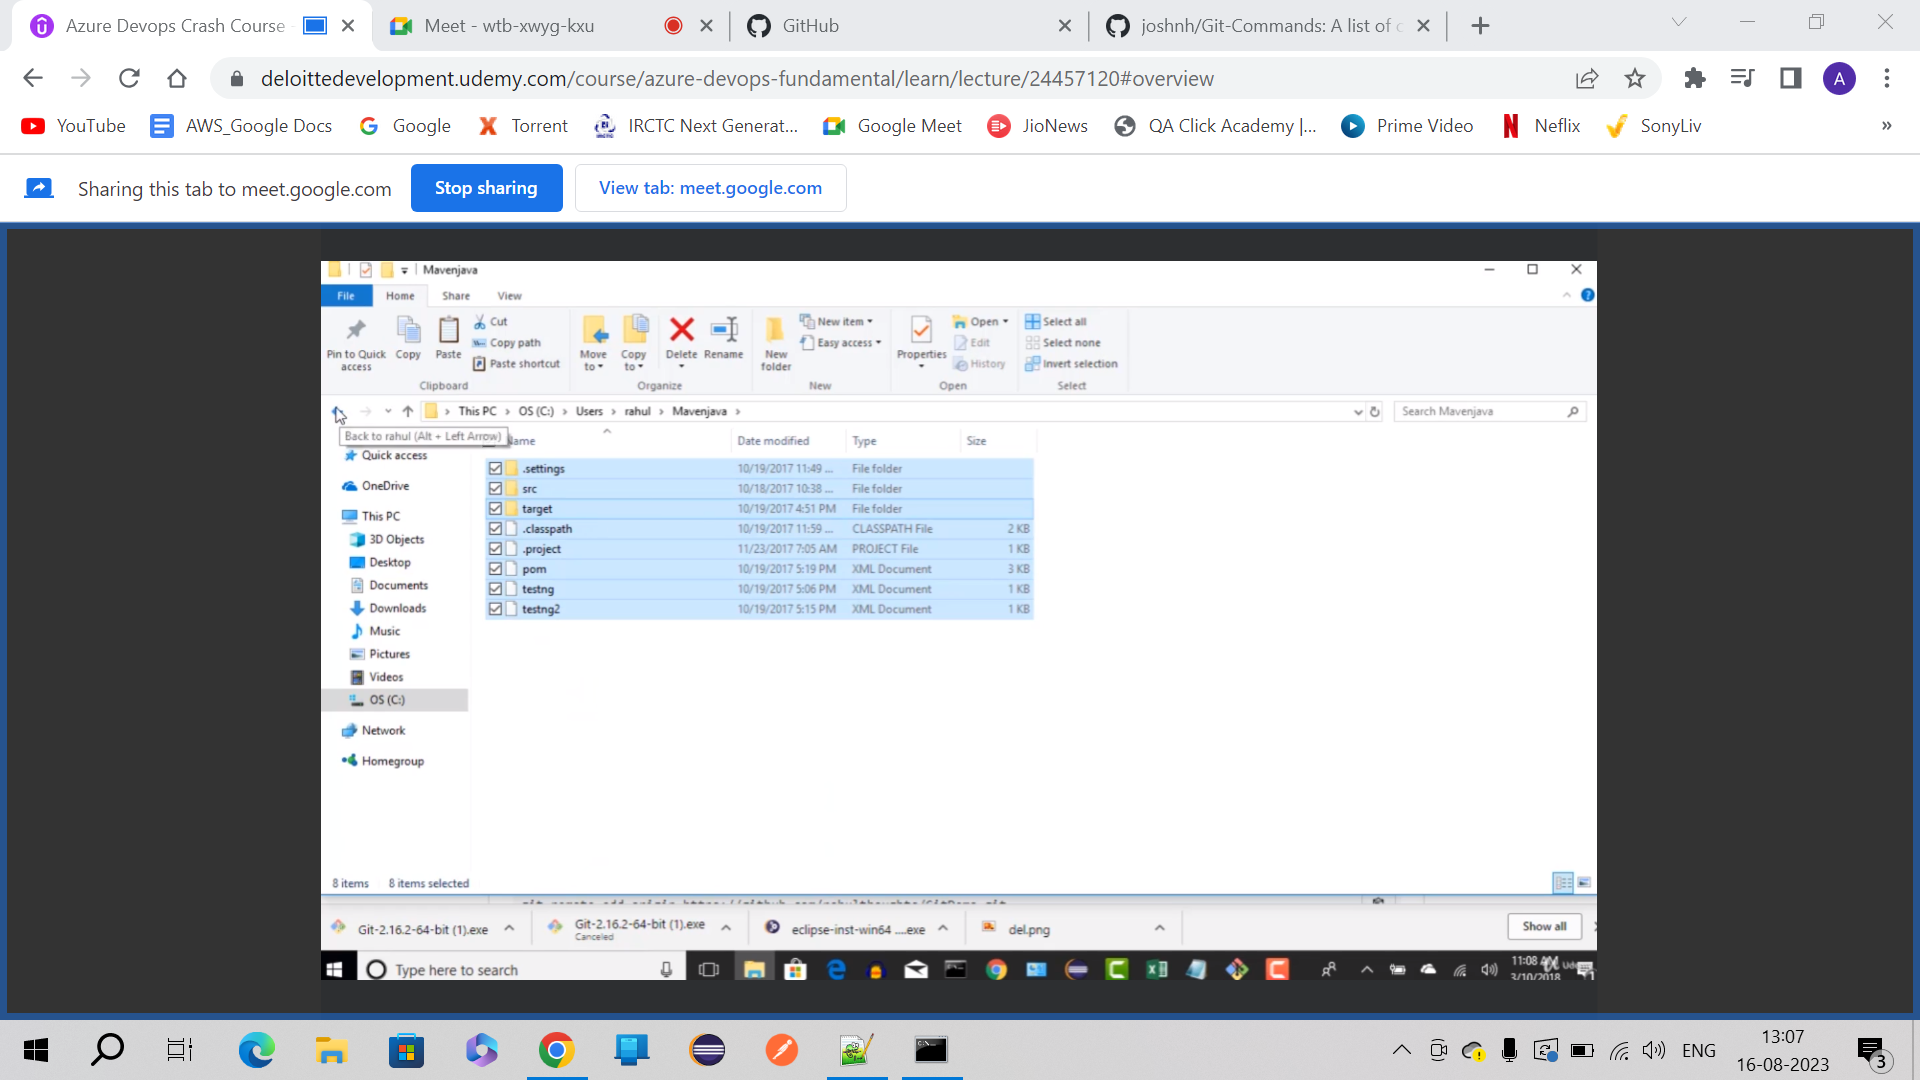 Azure Devops Crash Course
Meet - wtb-xwyg-kxu
GitHub
joshnh/Git-Commands: A list of c
deloittedevelopment.udemy.com/course/azure-devops-fundamental/learn/lecture/24457120#overview
A
YouTube
AWS_Google Docs
Google
Torrent
IRCTC Next Generat...
Google Meet
JioNews
QA Click Academy |...
Prime Video
Neflix
SonyLiv
»
Sharing this tab to meet.google.com
Stop sharing
View tab: meet.google.com
Mavenjava
File
Home
Share
View
Pin to Quick access
Copy
Paste
Cut
Copy path
Paste shortcut
Clipboard
Move to
Copy to
Delete
Rename
Organize
New folder
New item
Easy access
New
Properties
Open
Edit
History
Open
Select all
Select none
Invert selection
Select
This PC > OS (C:) > Users > rahul > Mavenjava >
Search Mavenjava
Back to rahul (Alt + Left Arrow)
Date modified Type Size
Quick access
OneDrive
This PC
3D Objects
Desktop
Documents
Downloads
Music
Pictures
Videos
OS (C:)
Network
Homegroup
.settings 10/19/2017 11:49 ... File folder
src 10/18/2017 10:38 ... File folder
target 10/19/2017 4:51 PM File folder
.classpath 10/19/2017 11:59 ... CLASSPATH File 2 KB
.project 11/23/2017 7:05 AM PROJECT File 1 KB
pom 10/19/2017 5:19 PM XML Document 3 KB
testng 10/19/2017 5:06 PM XML Document 1 KB
testng2 10/19/2017 5:15 PM XML Document 1 KB
8 items 8 items selected
Git-2.16.2-64-bit (1).exe
Git-2.16.2-64-bit (1).exe
Canceled
eclipse-inst-win64 ....exe
del.png
Show all
Type here to search
11:08 AM
3/10/2018
ENG
13:07
16-08-2023
3